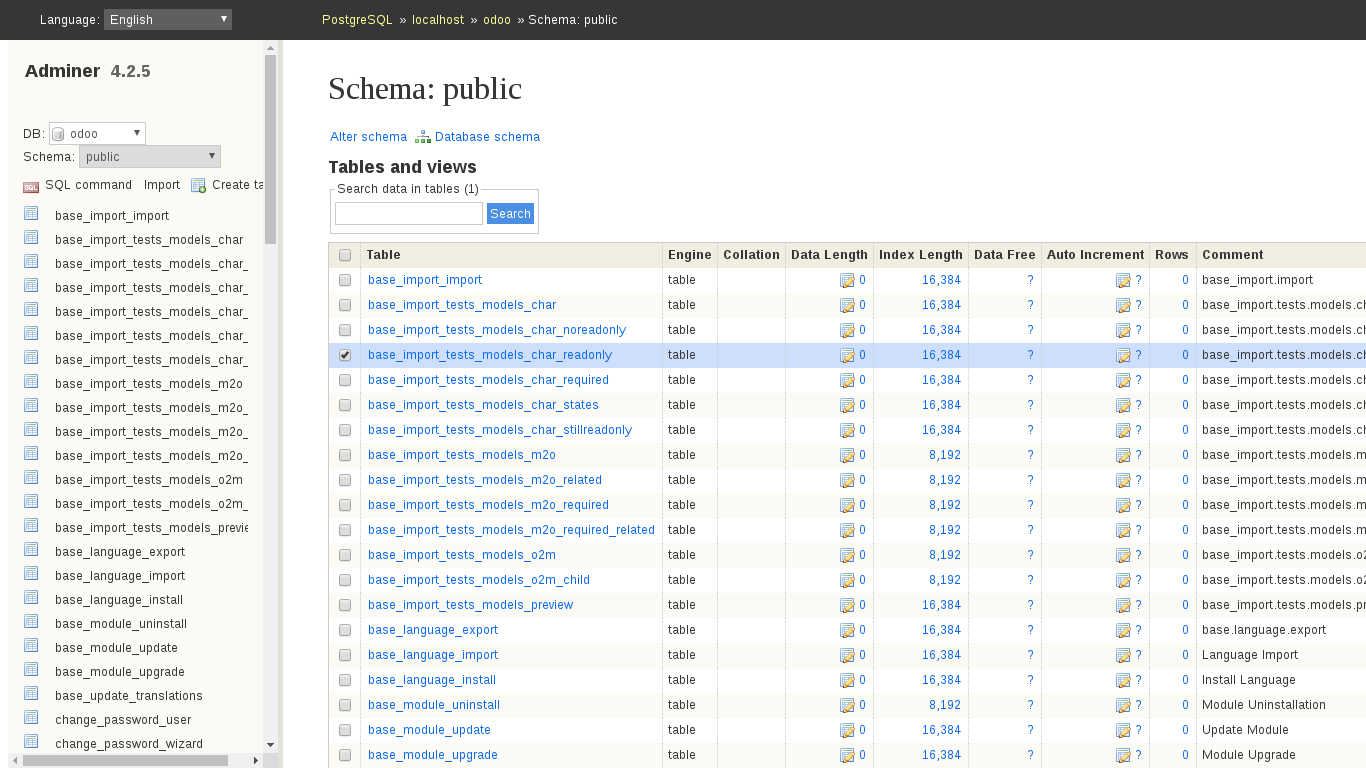 Language: English PostgreSQL » localhost » odoo » Schema: public
Adminer 4.2.5
DB: odoo
Schema: public
SQL SQL command Import Create ta
base_import_import
base_import_tests_models_char
base_import_tests_models_char_
base_import_tests_models_char_
base_import_tests_models_char_
base_import_tests_models_char_
base_import_tests_models_char_
base_import_tests_models_m2o
base_import_tests_models_m2o_
base_import_tests_models_m2o_
base_import_tests_models_m2o_
base_import_tests_models_o2m
base_import_tests_models_o2m_
base_import_tests_models_previe
base_language_export
base_language_import
base_language_install
base_module_uninstall
base_module_update
base_module_upgrade
base_update_translations
change_password_user
change_password_wizard
Schema: public
Alter schema Database schema
Tables and views
Search data in tables (1)
Search
Table Engine Collation Data Length Index Length Data Free Auto Increment Rows Comment
base_import_import table 0 16,384 ? ? 0 base_import.import
base_import_tests_models_char table 0 16,384 ? ? 0 base_import.tests.models.ch
base_import_tests_models_char_noreadonly table 0 16,384 ? ? 0 base_import.tests.models.ch
base_import_tests_models_char_readonly table 0 16,384 ? ? 0 base_import.tests.models.ch
base_import_tests_models_char_required table 0 16,384 ? ? 0 base_import.tests.models.ch
base_import_tests_models_char_states table 0 16,384 ? ? 0 base_import.tests.models.ch
base_import_tests_models_char_stillreadonly table 0 16,384 ? ? 0 base_import.tests.models.ch
base_import_tests_models_m2o table 0 8,192 ? ? 0 base_import.tests.models.m
base_import_tests_models_m2o_related table 0 8,192 ? ? 0 base_import.tests.models.m
base_import_tests_models_m2o_required table 0 8,192 ? ? 0 base_import.tests.models.m
base_import_tests_models_m2o_required_related table 0 8,192 ? ? 0 base_import.tests.models.m
base_import_tests_models_o2m table 0 8,192 ? ? 0 base_import.tests.models.o2
base_import_tests_models_o2m_child table 0 8,192 ? ? 0 base_import.tests.models.o2
base_import_tests_models_preview table 0 16,384 ? ? 0 base_import.tests.models.pr
base_language_export table 0 16,384 ? ? 0 base.language.export
base_language_import table 0 16,384 ? ? 0 Language Import
base_language_install table 0 16,384 ? ? 0 Install Language
base_module_uninstall table 0 8,192 ? ? 0 Module Uninstallation
base_module_update table 0 16,384 ? ? 0 Update Module
base_module_upgrade table 0 16,384 ? ? 0 Module Upgrade